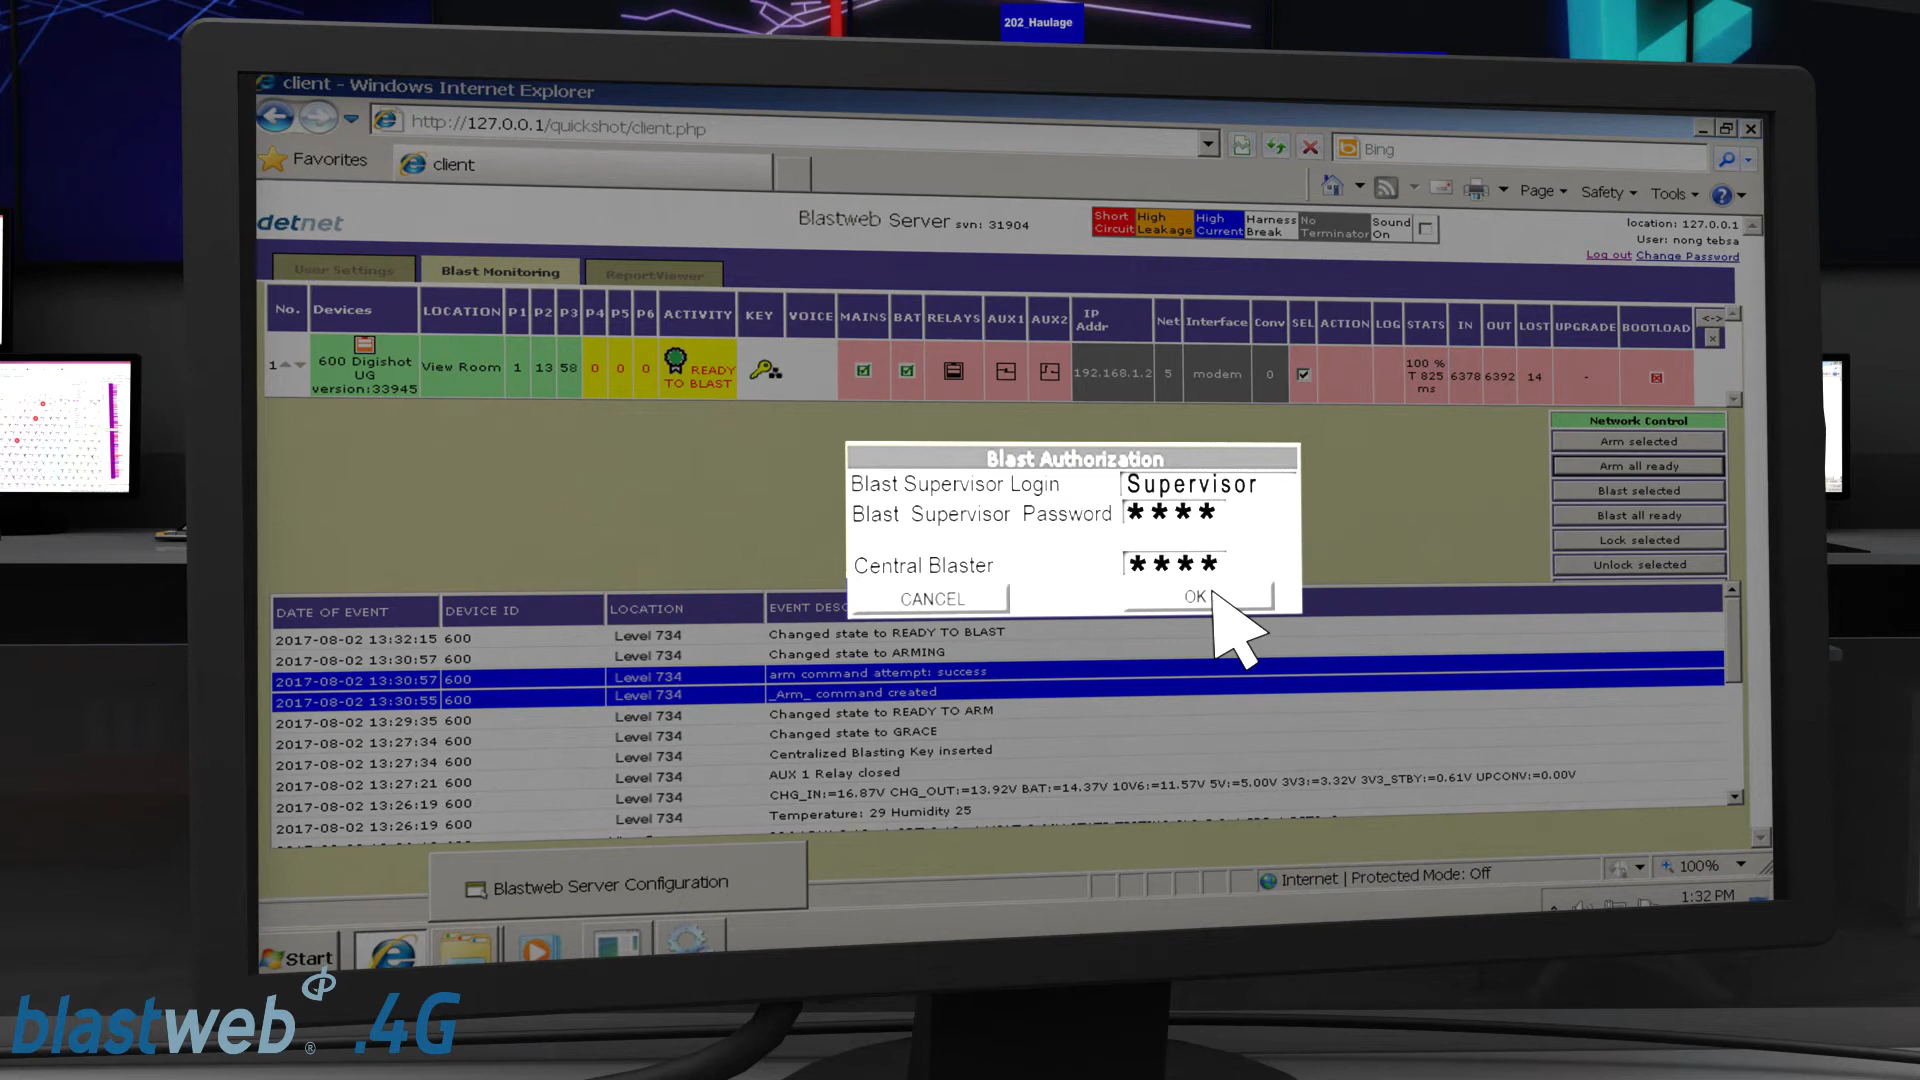 202_Haulage
client - Windows Internet Explorer
http://127.0.0.1/quickshot/client.php
Bing
Favorites
client
Page
Safety
Tools
detnet
Blastweb Server svn: 31904
Short Circuit
High Leakage
High Current
Harness Break
No Terminator
Sound On
location: 127.0.0.1
User: nong tebsa
Log out Change Password
User Settings
Blast Monitoring
ReportViewer
No. Devices LOCATION P1 P2 P3 P4 P5 P6 ACTIVITY KEY VOICE MAINS BAT RELAYS AUX1 AUX2 IP Addr Net Interface Conv SEL ACTION LOG STATS IN OUT LOST UPGRADE BOOTLOAD <->
1 600 Digishot UG version:33945 View Room 1 13 58 0 0 0 READY TO BLAST 192.168.1.2 5 modem 0 100 % T 825 ms 6378 6392 14 -
Network Control
Arm selected
Arm all ready
Blast selected
Blast all ready
Lock selected
Unlock selected
Blast Authorization
Blast Supervisor Login Supervisor
Blast Supervisor Password ****
Central Blaster ****
CANCEL OK
DATE OF EVENT DEVICE ID LOCATION EVENT DESC
2017-08-02 13:32:15 600 Level 734 Changed state to READY TO BLAST
2017-08-02 13:30:57 600 Level 734 Changed state to ARMING
2017-08-02 13:30:57 600 Level 734 arm command attempt: success
2017-08-02 13:30:55 600 Level 734 _Arm_ command created
2017-08-02 13:29:35 600 Level 734 Changed state to READY TO ARM
2017-08-02 13:27:34 600 Level 734 Changed state to GRACE
2017-08-02 13:27:34 600 Level 734 Centralized Blasting Key inserted
2017-08-02 13:27:21 600 Level 734 AUX 1 Relay closed
2017-08-02 13:26:19 600 Level 734 CHG_IN:=16.87V CHG_OUT:=13.92V BAT:=14.37V 10V6:=11.57V 5V:=5.00V 3V3:=3.32V 3V3_STBY:=0.61V UPCONV:=0.00V
2017-08-02 13:26:19 600 Level 734 Temperature: 29 Humidity 25
Blastweb Server Configuration
Internet | Protected Mode: Off
100%
1:32 PM
Start
blastweb® .4G